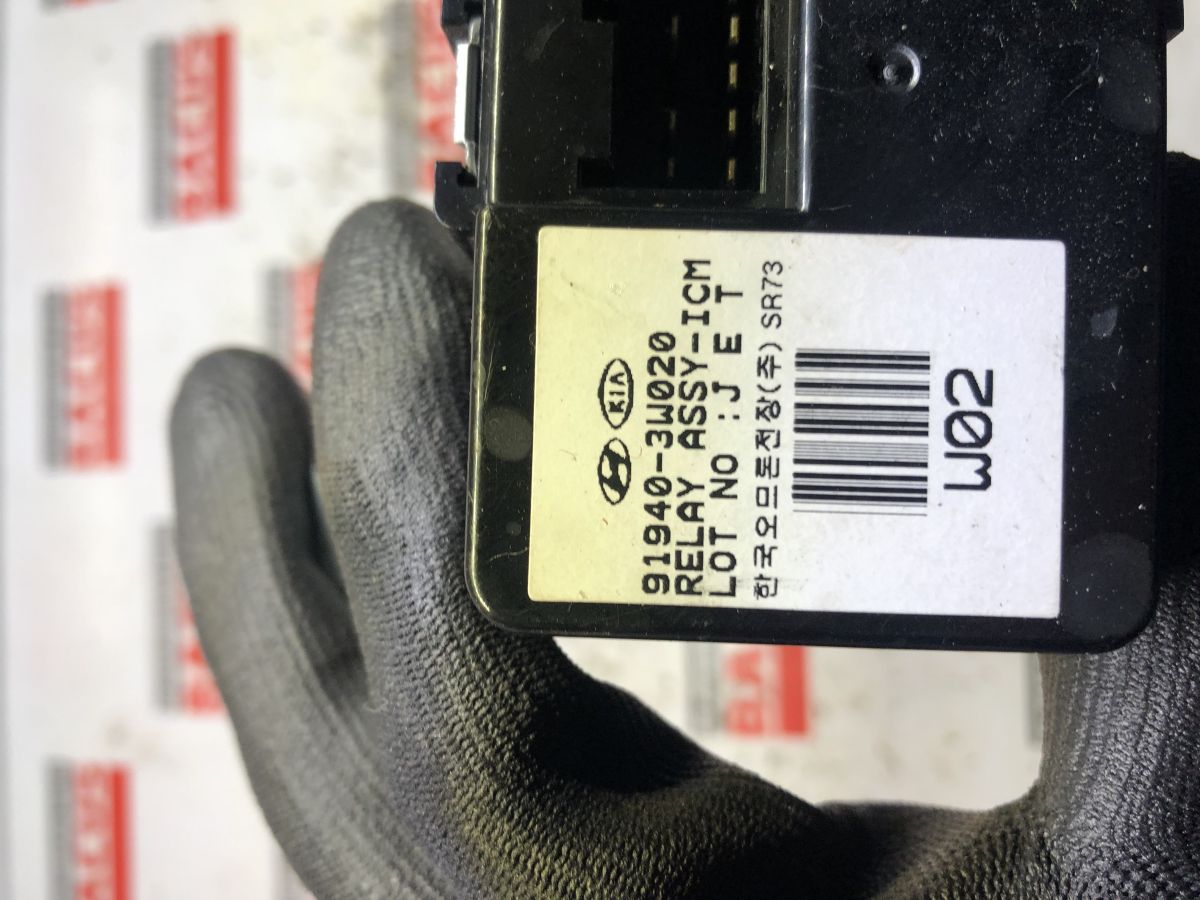 KIA
91940-3W020
RELAY ASSY-ICM
LOT NO :J E T
한국오므론전장(주) SR73
W02